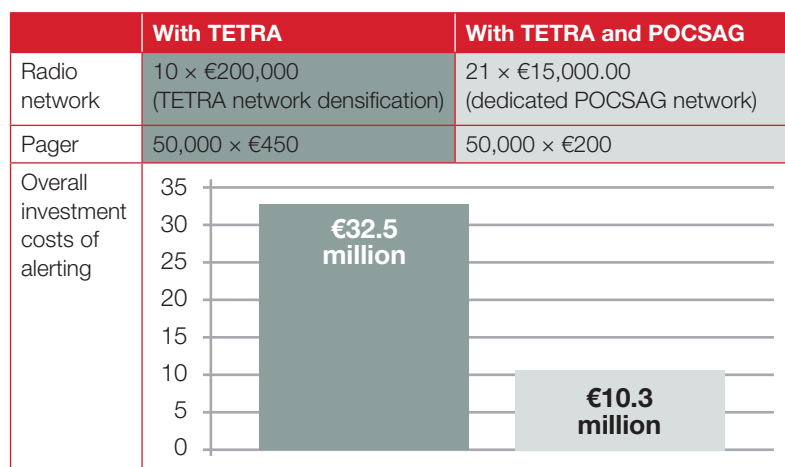 With TETRA
With TETRA and POCSAG
Radio
network
10 × €200,000
(TETRA network densification)
21 × €15,000.00
(dedicated POCSAG network)
Pager
50,000 × €450
50,000 × €200
Overall
investment
costs of
alerting
35
30
25
20
15
10
5
0
€32.5
million
€10.3
million